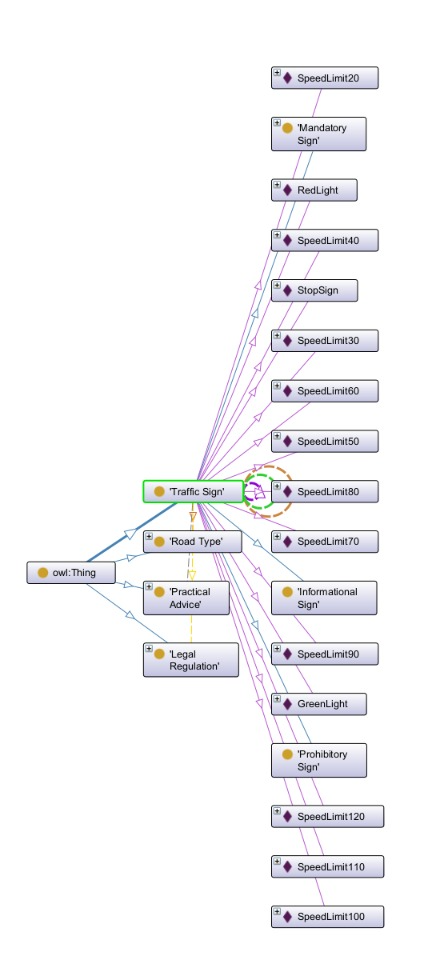 SpeedLimit20
'Mandatory
Sign'
RedLight
SpeedLimit40
StopSign
SpeedLimit30
SpeedLimit60
SpeedLimit50
'Traffic Sign'
SpeedLimit80
'Road Type'
SpeedLimit70
owl:Thing
'Practical
Advice'
'Informational
Sign'
'Legal
Regulation'
SpeedLimit90
GreenLight
'Prohibitory
Sign'
SpeedLimit120
SpeedLimit110
SpeedLimit100